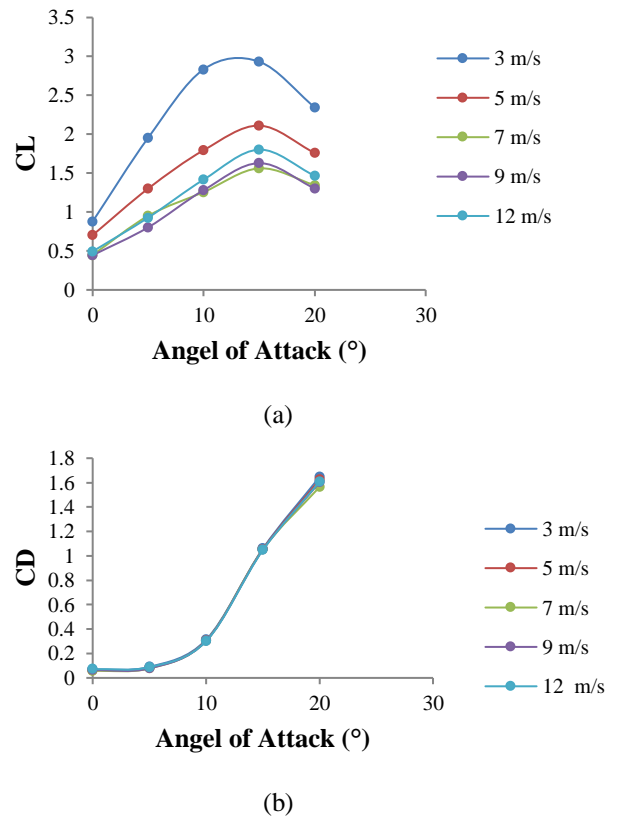 3.5
3
2.5
2
1.5
1
0.5
0
CL
0 10 20 30
Angel of Attack (°)
3 m/s
5 m/s
7 m/s
9 m/s
12 m/s
(a)
1.8
1.6
1.4
1.2
1
0.8
0.6
0.4
0.2
0
CD
0 10 20 30
Angel of Attack (°)
3 m/s
5 m/s
7 m/s
9 m/s
12 m/s
(b)